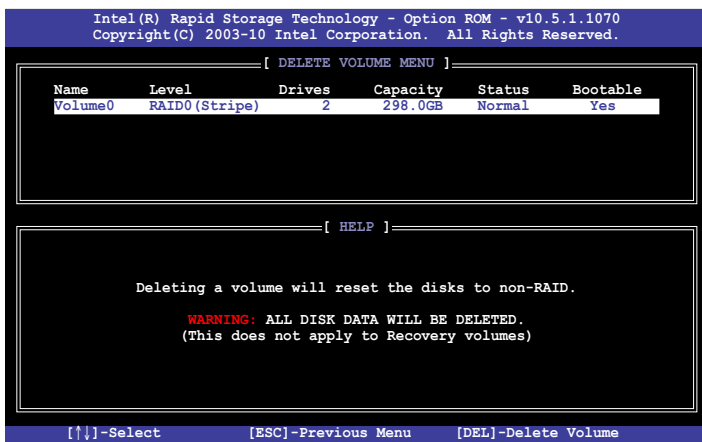 Intel(R) Rapid Storage Technology - Option ROM - v10.5.1.1070
Copyright(C) 2003-10 Intel Corporation. All Rights Reserved.
[ DELETE VOLUME MENU ]
Name Level Drives Capacity Status Bootable
Volume0 RAID0(Stripe) 2 298.0GB Normal Yes
[ HELP ]
Deleting a volume will reset the disks to non-RAID.
WARNING: ALL DISK DATA WILL BE DELETED.
(This does not apply to Recovery volumes)
[↑↓]-Select [ESC]-Previous Menu [DEL]-Delete Volume